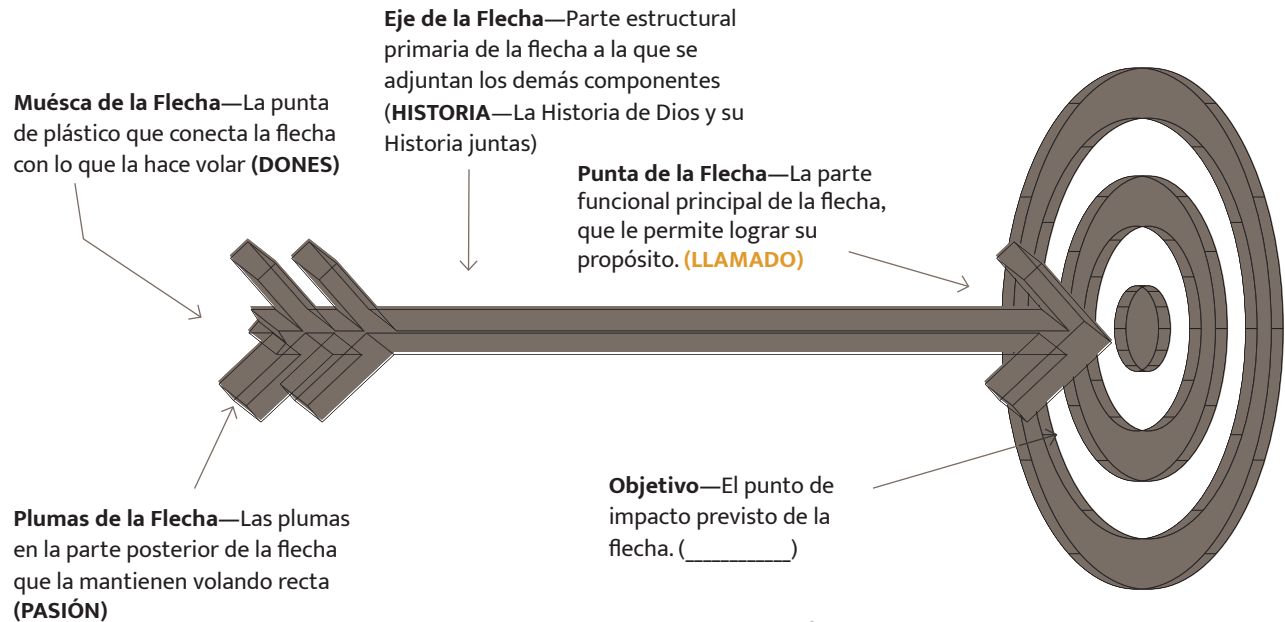 Eje de la Flecha—Parte estructural
primaria de la flecha a la que se
adjuntan los demás componentes
(HISTORIA—La Historia de Dios y su
Historia juntas)
Muésca de la Flecha—La punta
de plástico que conecta la flecha
con lo que la hace volar (DONES)
Punta de la Flecha—La parte
funcional principal de la flecha,
que le permite lograr su
propósito. (LLAMADO)
Objetivo—El punto de
impacto previsto de la
flecha. (___________)
Plumas de la Flecha—Las plumas
en la parte posterior de la flecha
que la mantienen volando recta
(PASIÓN)